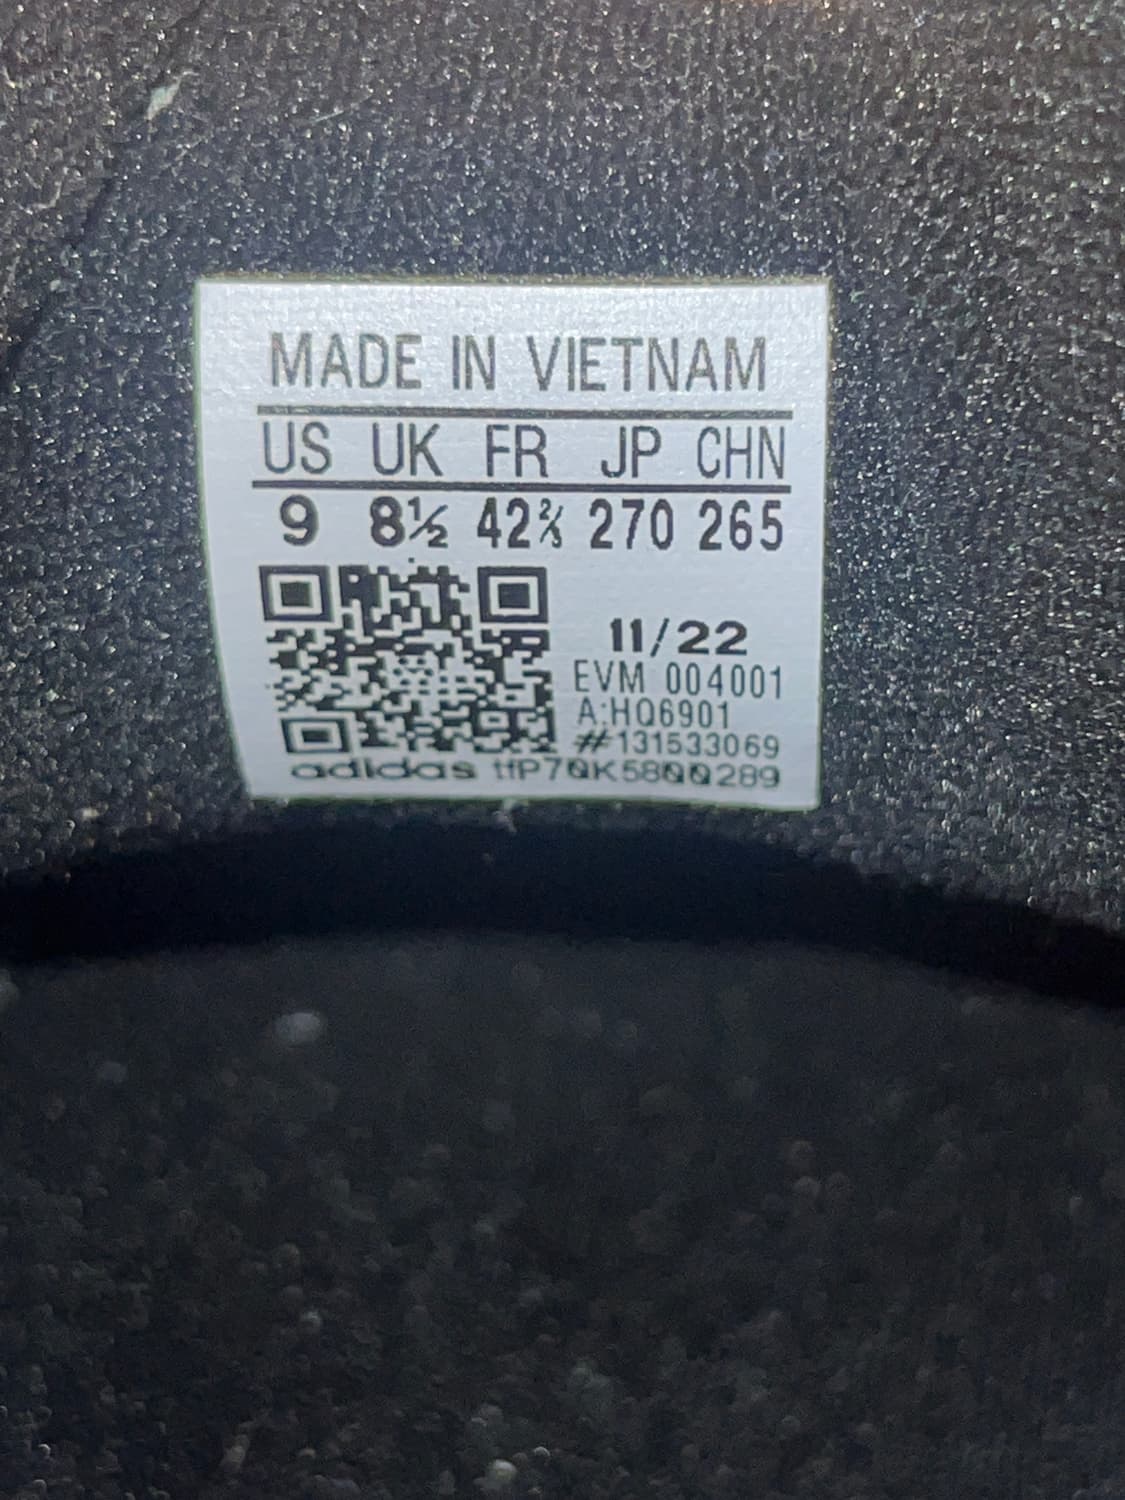 MADE IN VIETNAM
US UK FR JP CHN
9 8½ 42⅔ 270 265
11/22
EVM 004001
A:HQ6901
#131533069
adidas tfP70K5800289